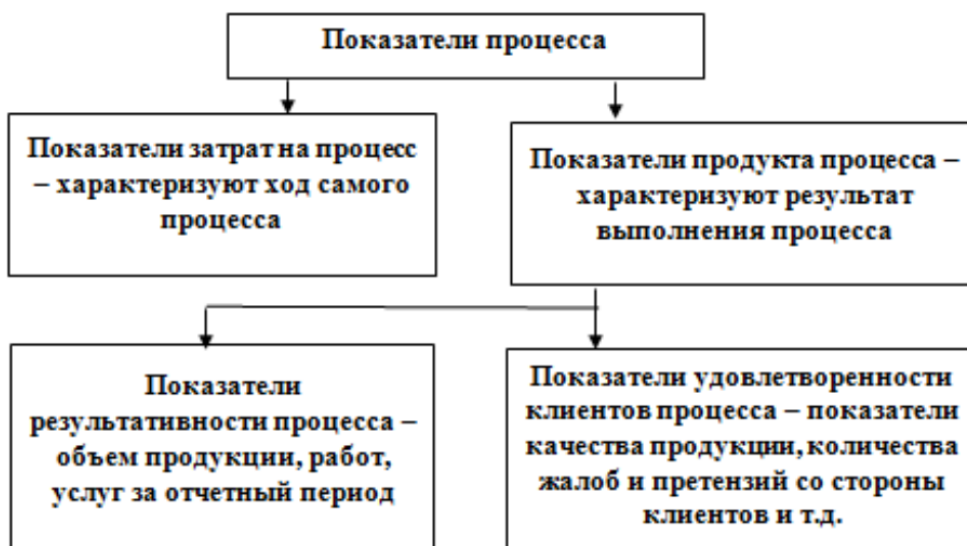 Показатели процесса
Показатели затрат на процесс
– характеризуют ход самого
процесса
Показатели продукта процесса –
характеризуют результат
выполнения процесса
Показатели
результативности процесса –
объем продукции, работ,
услуг за отчетный период
Показатели удовлетворенности
клиентов процесса – показатели
качества продукции, количества
жалоб и претензий со стороны
клиентов и т.д.